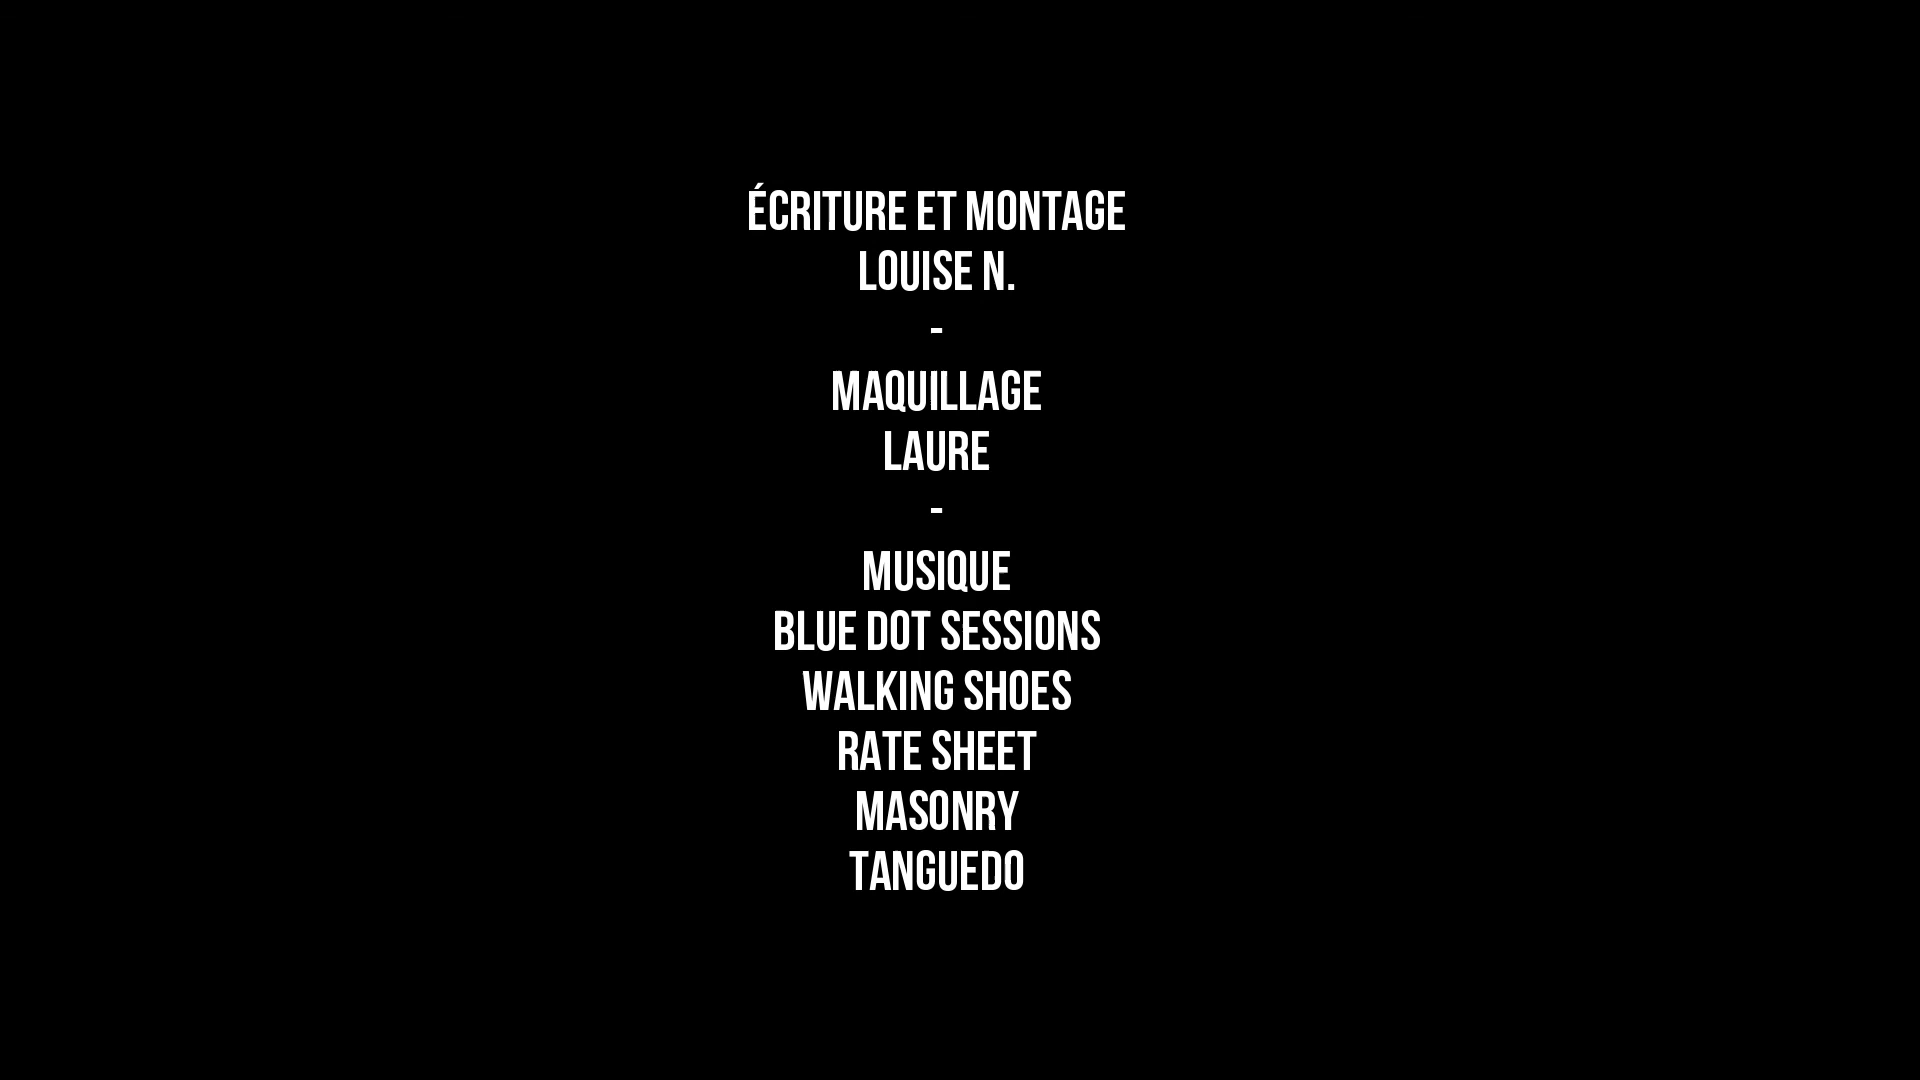 ÉCRITURE ET MONTAGE
LOUISE N.
-
MAQUILLAGE
LAURE
-
MUSIQUE
BLUE DOT SESSIONS
WALKING SHOES
RATE SHEET
MASONRY
TANGUEDO